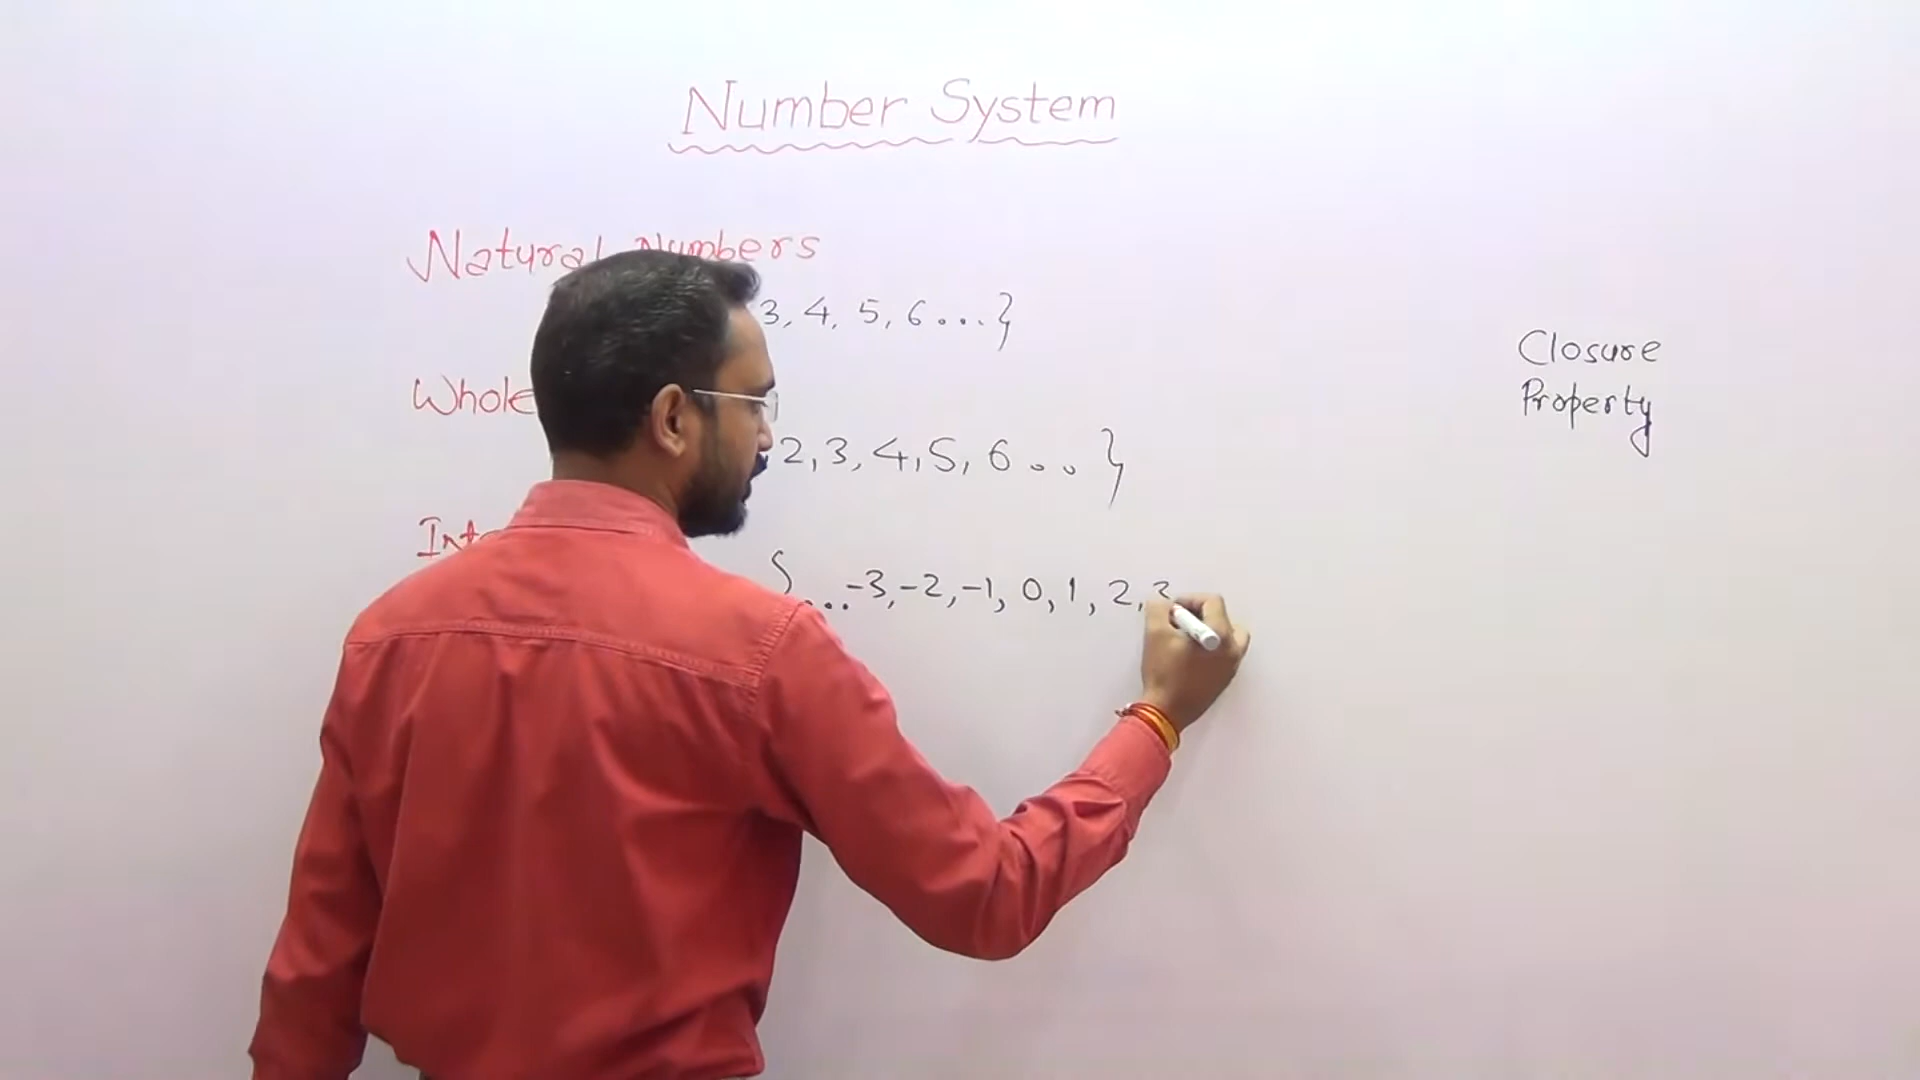 Number System
Natural Numbers
3, 4, 5, 6...}
Whole
2, 3, 4, 5, 6...}
{...-3, -2, -1, 0, 1, 2, 3
Closure
Property